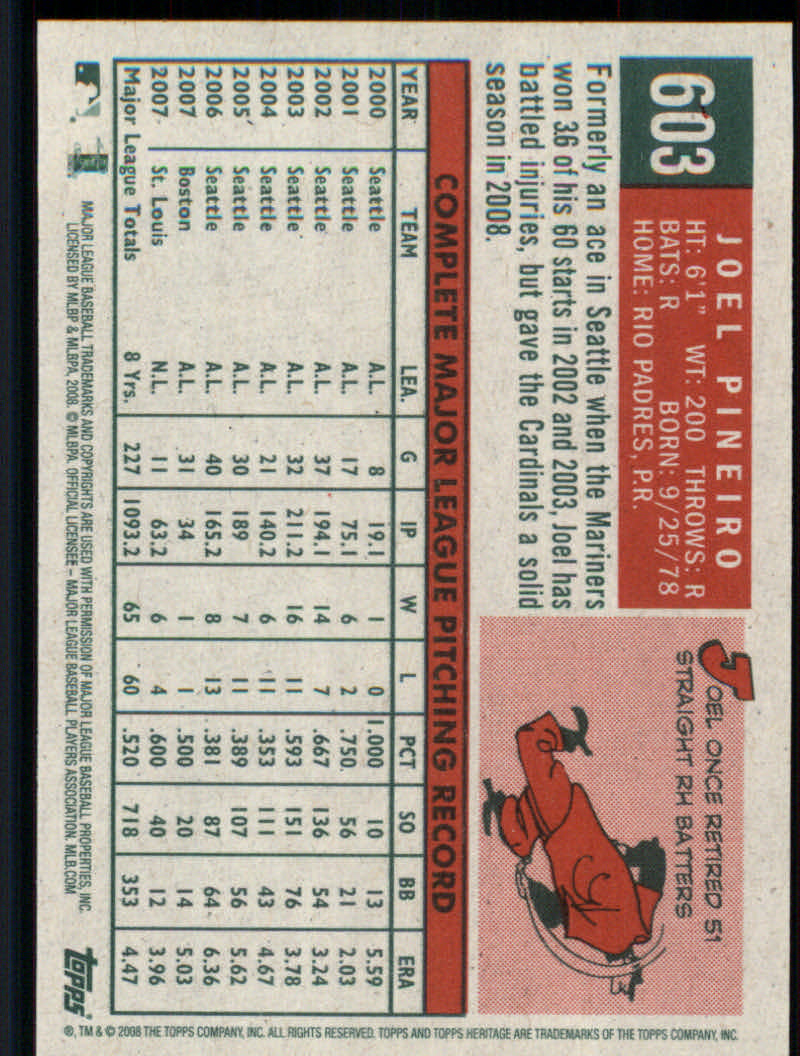 603
JOEL PINEIRO
HT: 6'1" WT: 200 THROWS: R
BATS: R BORN: 9/25/78
HOME: RIO PADRES, P.R.
Formerly an ace in Seattle when the Mariners
won 36 of his 60 starts in 2002 and 2003, Joel has
battled injuries, but gave the Cardinals a solid
season in 2008.
JOEL ONCE RETIRED 51
STRAIGHT RH BATTERS
COMPLETE MAJOR LEAGUE PITCHING RECORD
YEAR TEAM LEA. G IP W L PCT SO BB ERA
2000 Seattle A.L. 8 19.1 1 0 1.000 10 13 5.59
2001 Seattle A.L. 17 75.1 6 2 .750 56 21 2.03
2002 Seattle A.L. 37 194.1 14 7 .667 136 54 3.24
2003 Seattle A.L. 32 211.2 16 11 .593 151 76 3.78
2004 Seattle A.L. 21 140.2 6 11 .353 111 43 4.67
2005 Seattle A.L. 30 189 7 11 .389 107 56 5.62
2006 Seattle A.L. 40 165.2 8 13 .381 87 64 6.36
2007 Boston A.L. 31 34 1 1 .500 20 14 5.03
2007 St. Louis N.L. 11 63.2 6 4 .600 40 12 3.96
Major League Totals 8 Yrs. 227 1093.2 65 60 .520 718 353 4.47
MAJOR LEAGUE BASEBALL TRADEMARKS AND COPYRIGHTS ARE USED WITH PERMISSION OF MAJOR LEAGUE BASEBALL PROPERTIES, INC.
LICENSED BY MLBP & MLBPA, 2008. © MLBPA. OFFICIAL LICENSEE – MAJOR LEAGUE BASEBALL PLAYERS ASSOCIATION. MLB.COM
topps
®, TM & © 2008 THE TOPPS COMPANY, INC. ALL RIGHTS RESERVED. TOPPS AND TOPPS HERITAGE ARE TRADEMARKS OF THE TOPPS COMPANY, INC.